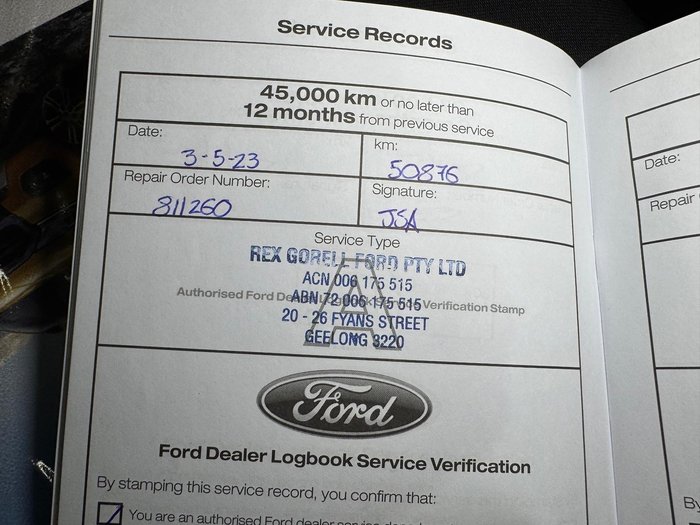 Service Records
45,000 km or no later than
12 months from previous service
Date:
3-5-23
km:
50876
Repair Order Number:
811260
Signature:
JSA
Service Type
A
REX GORELL FORD PTY LTD
ACN 006 175 515
Authorised Ford De Verification Stamp
ABN 72 006 175 515
20 - 26 FYANS STREET
GEELONG 3220
Ford
Ford Dealer Logbook Service Verification
By stamping this service record, you confirm that:
You are an authorised Ford dealer service
Date:
Repair
By